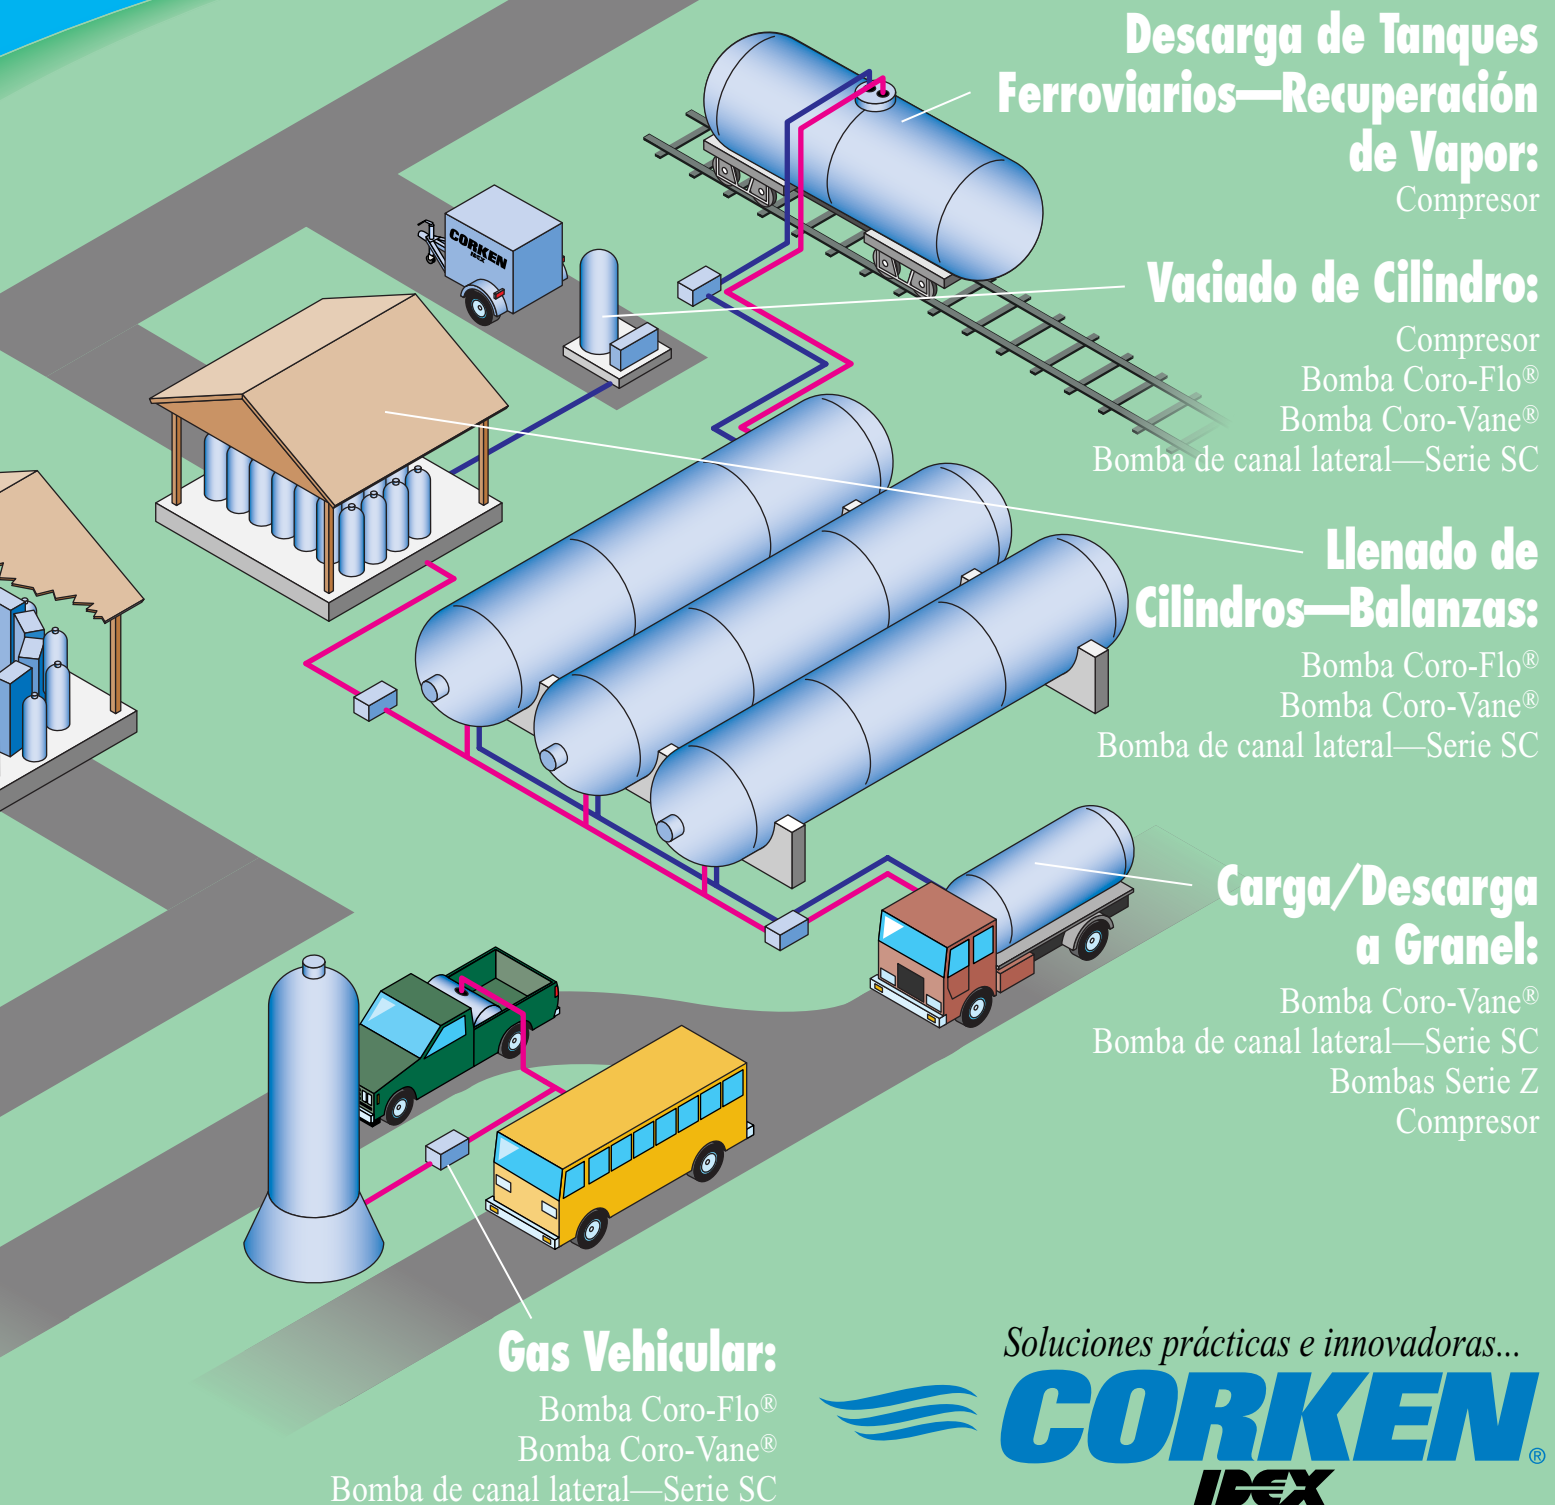 Descarga de Tanques
Ferroviarios—Recuperación
de Vapor:
Compresor
CORKEN
IDEX
Vaciado de Cilindro:
Compresor
Bomba Coro-Flo®
Bomba Coro-Vane®
Bomba de canal lateral—Serie SC
Llenado de
Cilindros—Balanzas:
Bomba Coro-Flo®
Bomba Coro-Vane®
Bomba de canal lateral—Serie SC
Carga/Descarga
a Granel:
Bomba Coro-Vane®
Bomba de canal lateral—Serie SC
Bombas Serie Z
Compresor
Gas Vehicular:
Bomba Coro-Flo®
Bomba Coro-Vane®
Bomba de canal lateral—Serie SC
Soluciones prácticas e innovadoras...
CORKEN®
IDEX